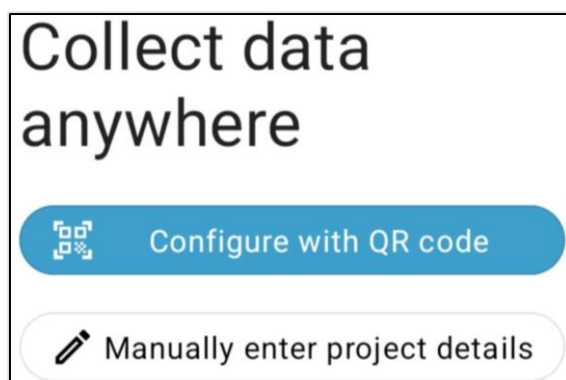 Collect data
anywhere
Configure with QR code
Manually enter project details